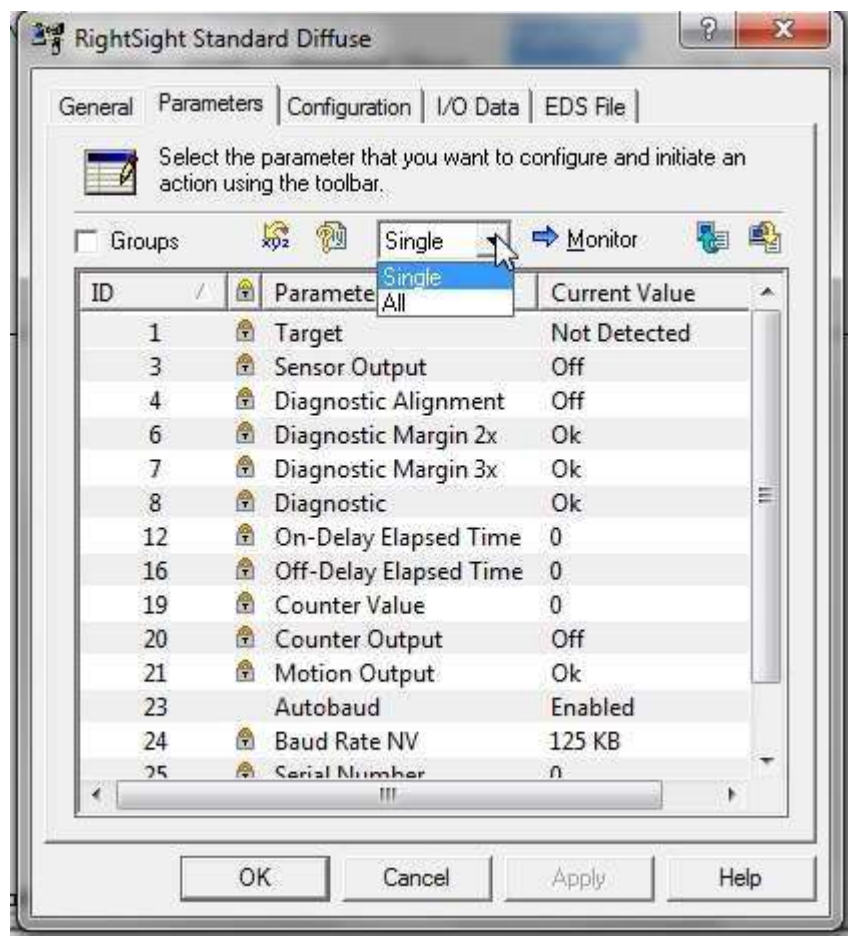 RightSight Standard Diffuse
General Parameters Configuration I/O Data EDS File
Select the parameter that you want to configure and initiate an
action using the toolbar.
Groups Single Monitor
Single
All
ID Paramete Current Value
1 Target Not Detected
3 Sensor Output Off
4 Diagnostic Alignment Off
6 Diagnostic Margin 2x Ok
7 Diagnostic Margin 3x Ok
8 Diagnostic Ok
12 On-Delay Elapsed Time 0
16 Off-Delay Elapsed Time 0
19 Counter Value 0
20 Counter Output Off
21 Motion Output Ok
23 Autobaud Enabled
24 Baud Rate NV 125 KB
25 Serial Number 0
OK Cancel Apply Help